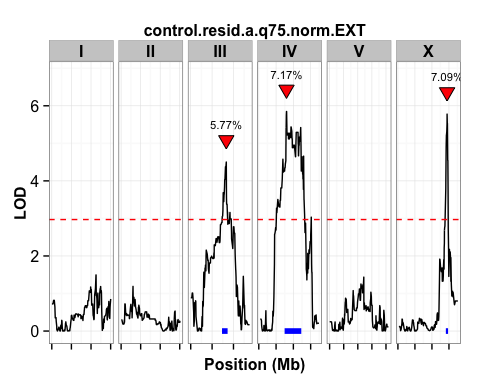 control.resid.a.q75.norm.EXT
I II III IV V X
7.17% 7.09%
5.77%
6
4
2
0
LOD
Position (Mb)